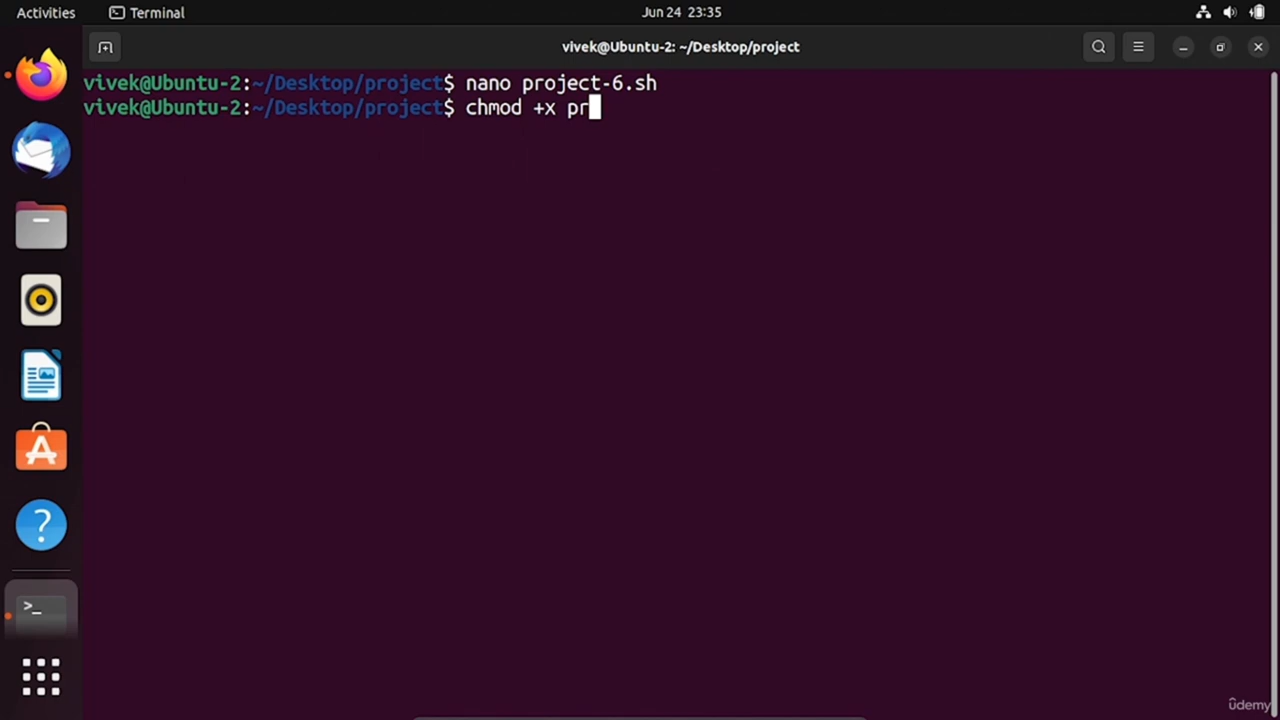 Activities
Terminal
Jun 24 23:35
vivek@Ubuntu-2: ~/Desktop/project
vivek@Ubuntu-2:~/Desktop/project$ nano project-6.sh
vivek@Ubuntu-2:~/Desktop/project$ chmod +x pr
>_
ûdemy